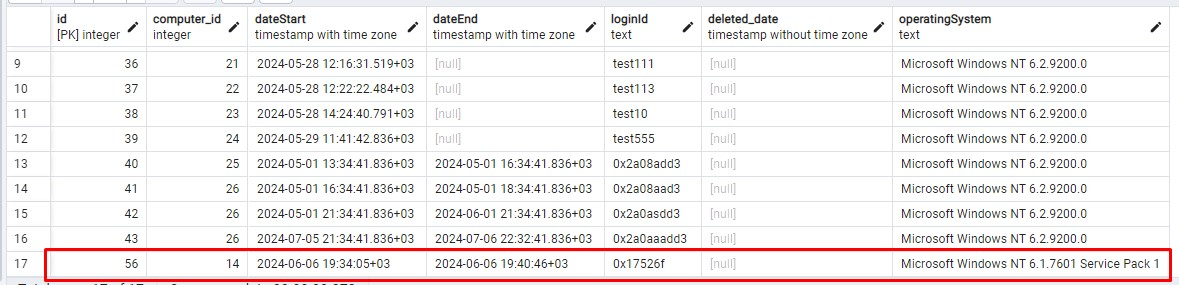 id computer_id dateStart dateEnd loginId deleted_date operatingSystem
[PK] integer integer timestamp with time zone timestamp with time zone text timestamp without time zone text
9 36 21 2024-05-28 12:16:31.519+03 [null] test111 [null] Microsoft Windows NT 6.2.9200.0
10 37 22 2024-05-28 12:22:22.484+03 [null] test113 [null] Microsoft Windows NT 6.2.9200.0
11 38 23 2024-05-28 14:24:40.791+03 [null] test10 [null] Microsoft Windows NT 6.2.9200.0
12 39 24 2024-05-29 11:41:42.836+03 [null] test555 [null] Microsoft Windows NT 6.2.9200.0
13 40 25 2024-05-01 13:34:41.836+03 2024-05-01 16:34:41.836+03 0x2a08add3 [null] Microsoft Windows NT 6.2.9200.0
14 41 26 2024-05-01 16:34:41.836+03 2024-05-01 18:34:41.836+03 0x2a08aad3 [null] Microsoft Windows NT 6.2.9200.0
15 42 26 2024-05-01 21:34:41.836+03 2024-06-01 21:34:41.836+03 0x2a0asdd3 [null] Microsoft Windows NT 6.2.9200.0
16 43 26 2024-07-05 21:34:41.836+03 2024-07-06 22:32:41.836+03 0x2a0aaadd3 [null] Microsoft Windows NT 6.2.9200.0
17 56 14 2024-06-06 19:34:05+03 2024-06-06 19:40:46+03 0x17526f [null] Microsoft Windows NT 6.1.7601 Service Pack 1